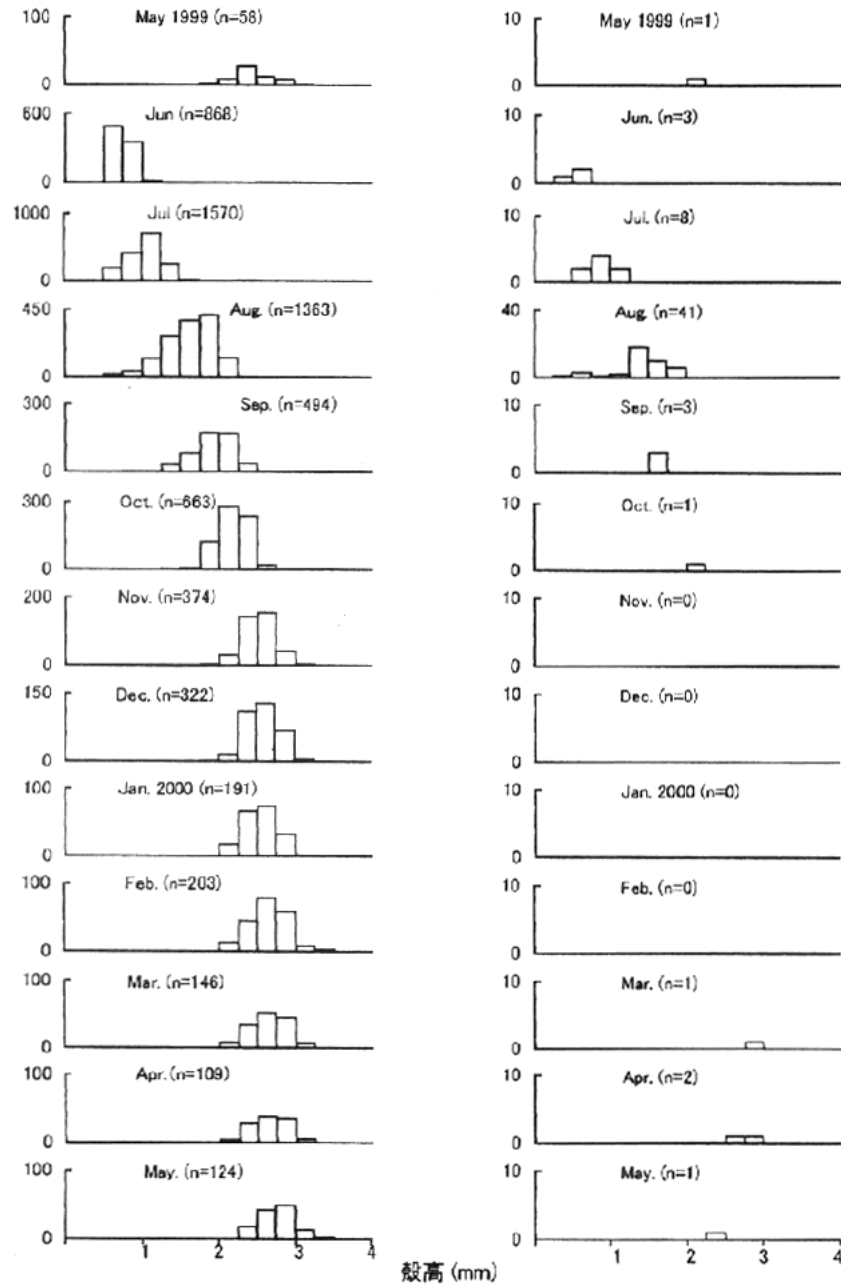 100
May 1999 (n=58)
0
600
Jun (n=868)
0
1000
Jul (n=1570)
0
450
Aug. (n=1363)
0
300
Sep. (n=494)
0
300
Oct. (n=663)
0
200
Nov. (n=374)
0
150
Dec. (n=322)
0
100
Jan. 2000 (n=191)
0
100
Feb. (n=203)
0
100
Mar. (n=146)
0
100
Apr. (n=109)
0
100
May. (n=124)
0
1 2 3 4
10
May 1999 (n=1)
0
10
Jun. (n=3)
0
10
Jul. (n=8)
0
40
Aug. (n=41)
0
10
Sep. (n=3)
0
10
Oct. (n=1)
0
10
Nov. (n=0)
0
10
Dec. (n=0)
0
10
Jan. 2000 (n=0)
0
10
Feb. (n=0)
0
10
Mar. (n=1)
0
10
Apr. (n=2)
0
10
May. (n=1)
0
1 2 3 4
殻高 (mm)